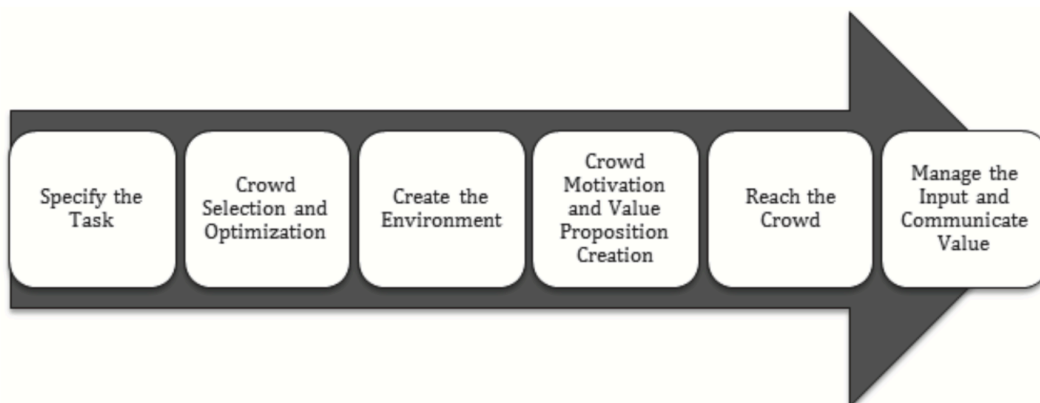 Specify the
Task
Crowd
Selection and
Optimization
Create the
Environment
Crowd
Motivation
and Value
Proposition
Creation
Reach the
Crowd
Manage the
Input and
Communicate
Value